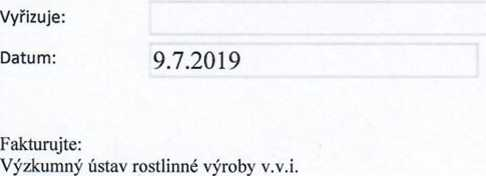 Vyřizuje:
Datum: 9.7.2019
Fakturujte:
Výzkumný ústav rostlinné výroby v.v.i.